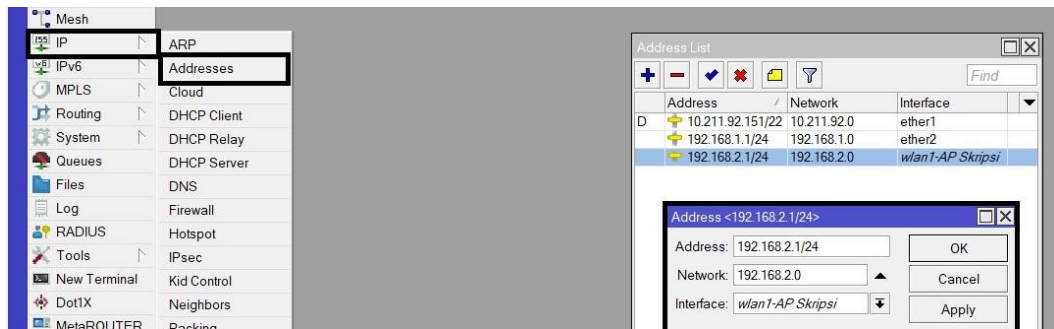 Mesh
IP
IPv6
MPLS
Routing
System
Queues
Files
Log
RADIUS
Tools
New Terminal
Dot1X
MetaROUTER
ARP
Addresses
Cloud
DHCP Client
DHCP Relay
DHCP Server
DNS
Firewall
Hotspot
IPsec
Kid Control
Neighbors
Packing
Address List
Find
Address Network Interface
D 10.211.92.151/22 10.211.92.0 ether1
192.168.1.1/24 192.168.1.0 ether2
192.168.2.1/24 192.168.2.0 wlan1-AP Skripsi
Address <192.168.2.1/24>
Address: 192.168.2.1/24 OK
Network: 192.168.2.0 Cancel
Interface: wlan1-AP Skripsi Apply